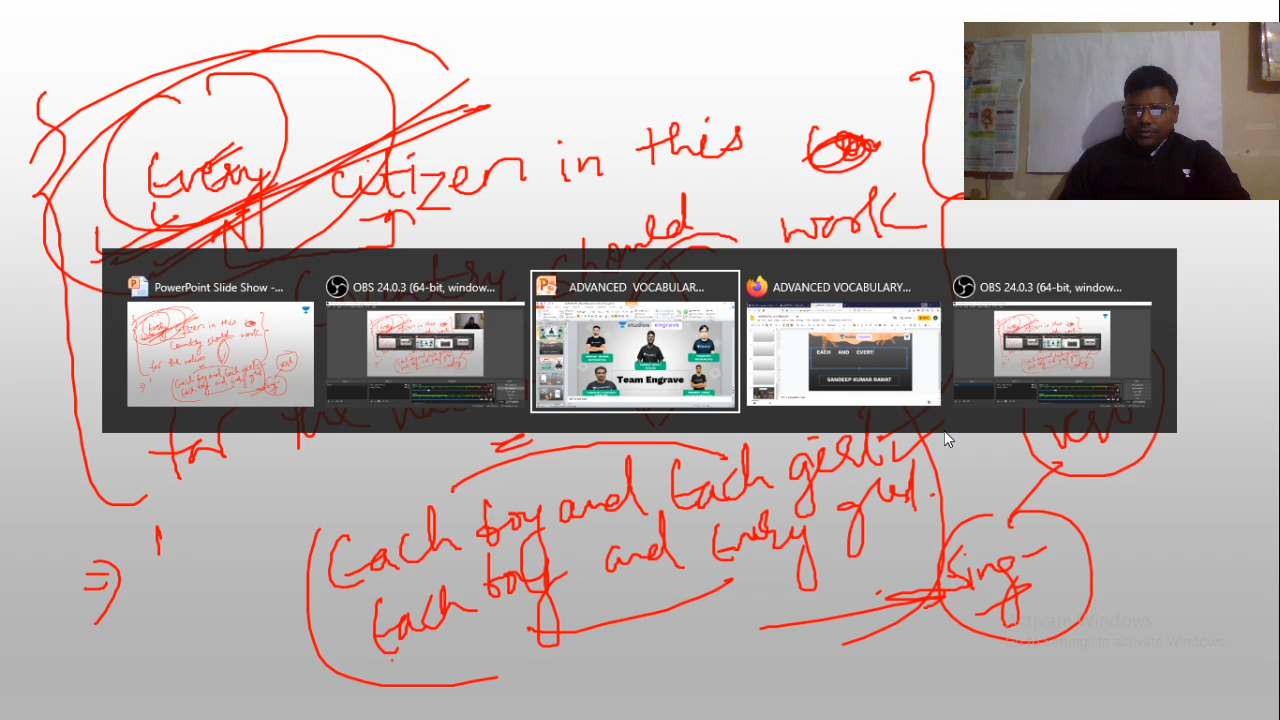 Every citizen in this
Country should work
for the
PowerPoint Slide Show -...
OBS 24.0.3 (64-bit, window...
ADVANCED VOCABULAR...
ADVANCED VOCABULARY...
OBS 24.0.3 (64-bit, window...
studios engrave
Team Engrave
EACH AND EVERY
SANDEEP KUMAR RAWAT
Each boy and Each girl
Each boy and Every girl.
Sing
Activate Windows
Go to Settings to activate Windows.